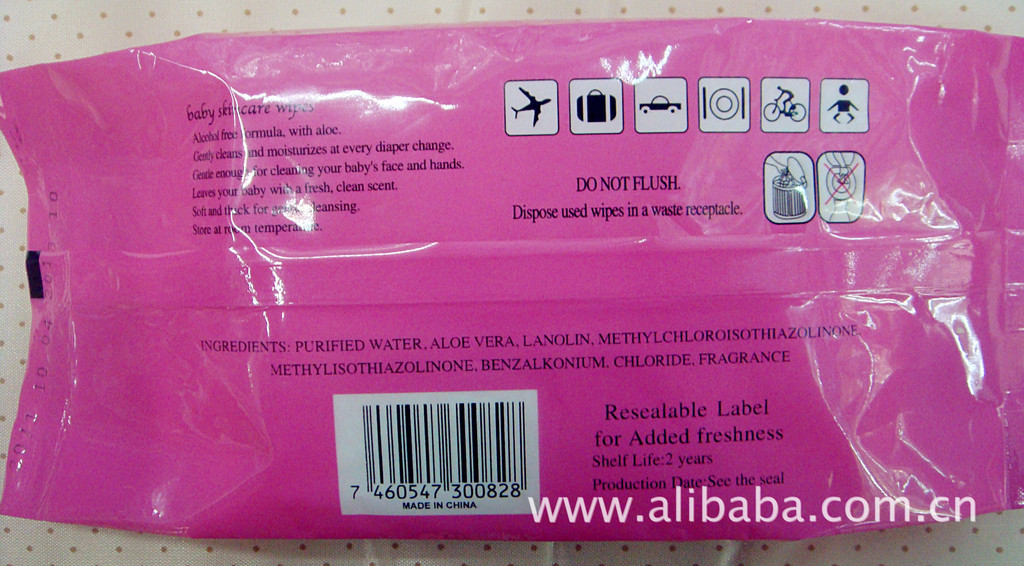 baby skincare wipes
Alcohol free formula, with aloe.
Gently cleans and moisturizes at every diaper change.
Gentle enough for cleaning your baby's face and hands.
Leaves your baby with a fresh, clean scent.
Soft and thick for gentle cleansing.
Store at room temperature.
DO NOT FLUSH.
Dispose used wipes in a waste receptacle.
INGREDIENTS: PURIFIED WATER, ALOE VERA, LANOLIN, METHYLCHLOROISOTHIAZOLINONE,
METHYLISOTHIAZOLINONE, BENZALKONIUM, CHLORIDE, FRAGRANCE
7 460547 300828
MADE IN CHINA
Resealable Label
for Added freshness
Shelf Life:2 years
Production Date:See the seal
www.alibaba.com.cn